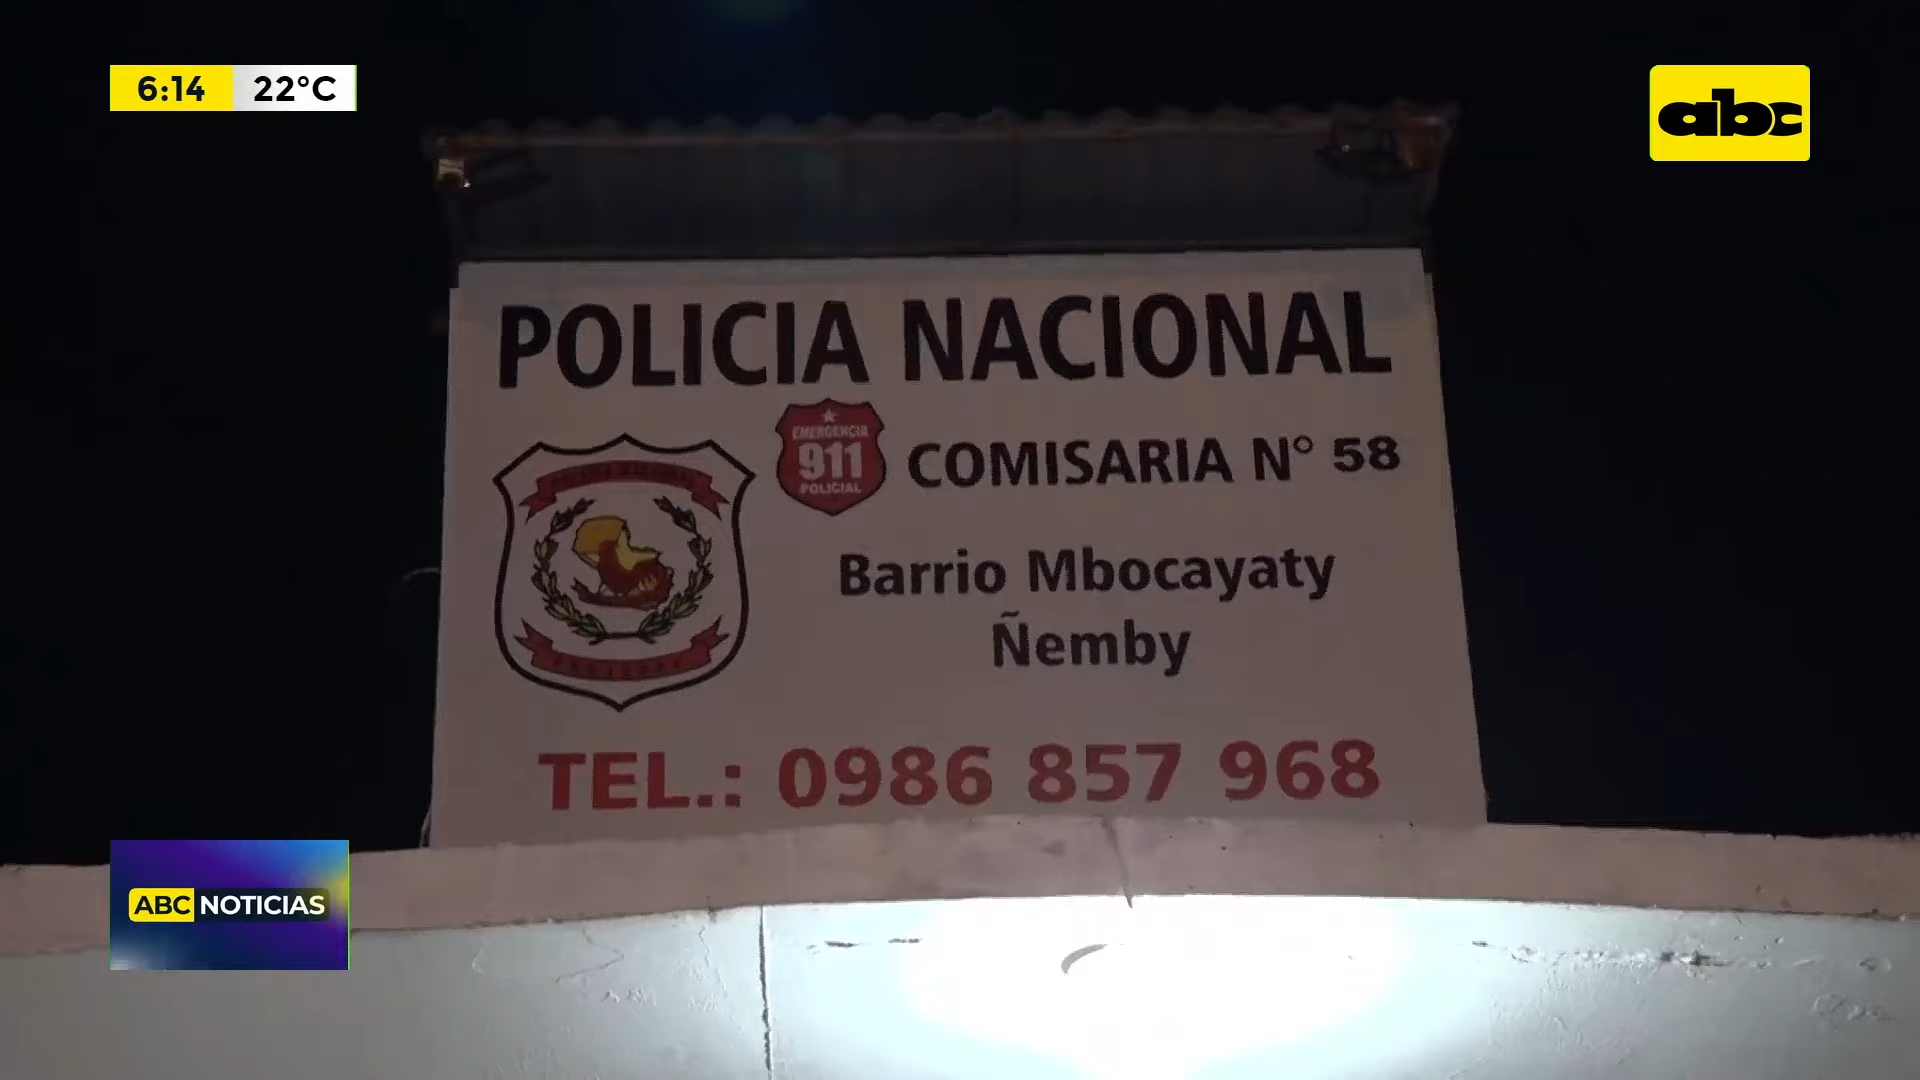 6:14 22°C
abc
POLICIA NACIONAL
EMERGENCIA
911
POLICIAL
COMISARIA N° 58
Barrio Mbocayaty
Ñemby
TEL.: 0986 857 968
ABC NOTICIAS